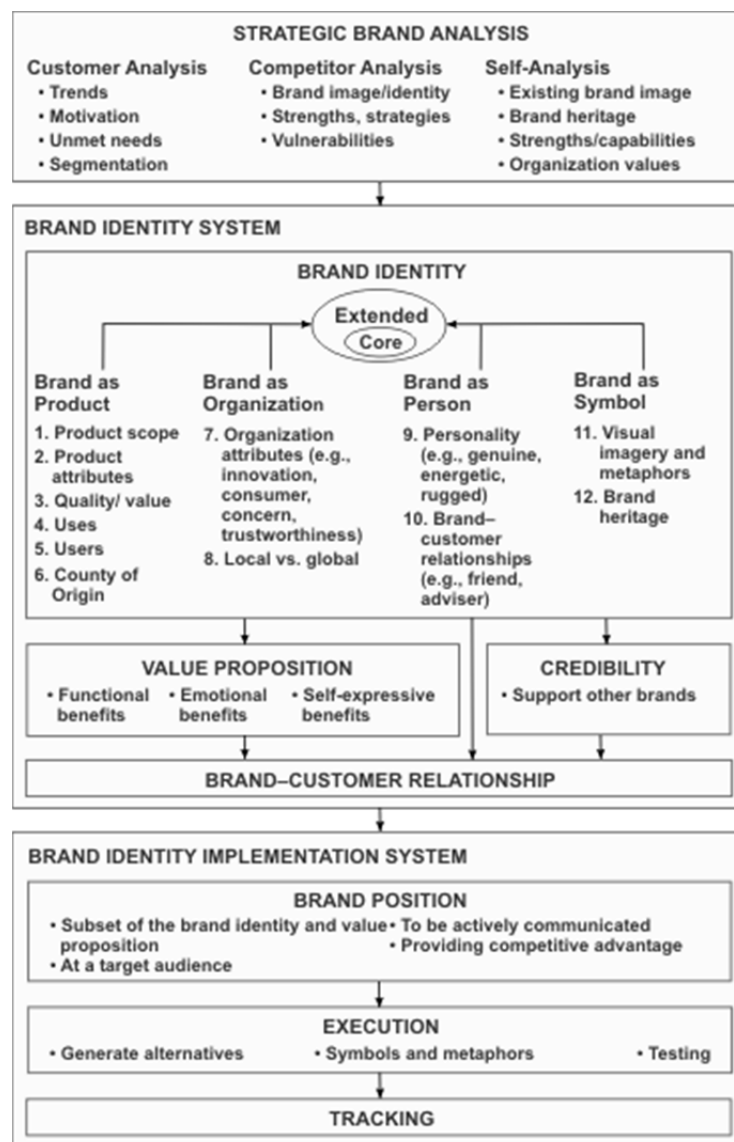 STRATEGIC BRAND ANALYSIS
Customer Analysis
• Trends
• Motivation
• Unmet needs
• Segmentation
Competitor Analysis
• Brand image/identity
• Strengths, strategies
• Vulnerabilities
Self-Analysis
• Existing brand image
• Brand heritage
• Strengths/capabilities
• Organization values
BRAND IDENTITY SYSTEM
BRAND IDENTITY
Extended
Core
Brand as
Product
1. Product scope
2. Product
attributes
3. Quality/ value
4. Uses
5. Users
6. County of
Origin
Brand as
Organization
7. Organization
attributes (e.g.,
innovation,
consumer,
concern,
trustworthiness)
8. Local vs. global
Brand as
Person
9. Personality
(e.g., genuine,
energetic,
rugged)
10. Brand–
customer
relationships
(e.g., friend,
adviser)
Brand as
Symbol
11. Visual
imagery and
metaphors
12. Brand
heritage
VALUE PROPOSITION
• Functional
benefits
• Emotional
benefits
• Self-expressive
benefits
CREDIBILITY
• Support other brands
BRAND–CUSTOMER RELATIONSHIP
BRAND IDENTITY IMPLEMENTATION SYSTEM
BRAND POSITION
• Subset of the brand identity and value
proposition
• At a target audience
• To be actively communicated
• Providing competitive advantage
EXECUTION
• Generate alternatives
• Symbols and metaphors
• Testing
TRACKING